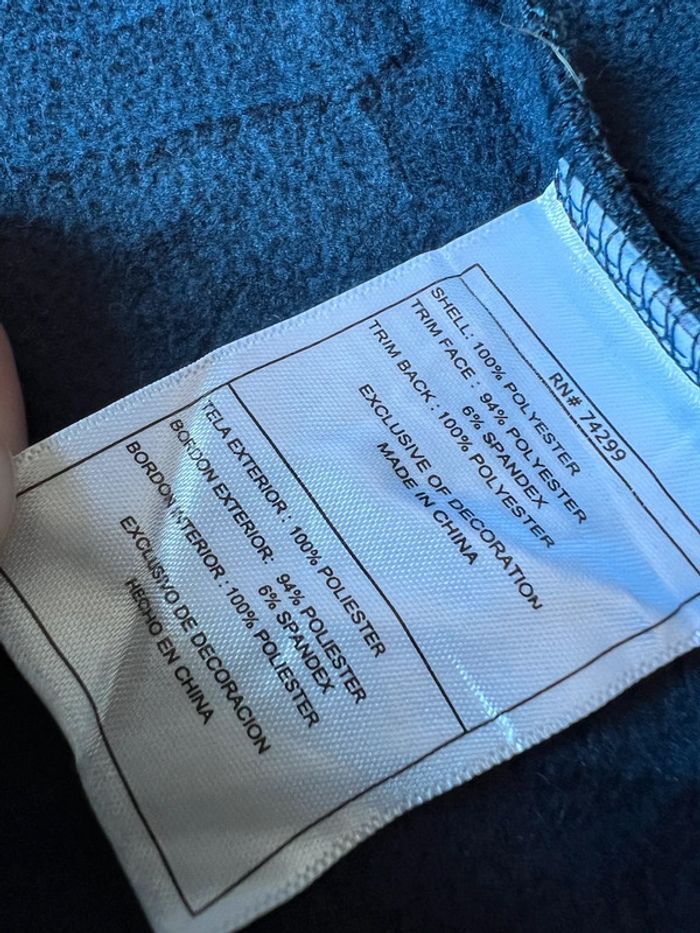 RN# 74299
SHELL: 100% POLYESTER
TRIM FACE : 94% POLYESTER
6% SPANDEX
TRIM BACK : 100% POLYESTER
EXCLUSIVE OF DECORATION
MADE IN CHINA
TELA EXTERIOR : 100% POLIESTER
BORDON EXTERIOR: 94% POLIESTER
6% SPANDEX
BORDON INTERIOR : 100% POLIESTER
EXCLUSIVO DE DECORACION
HECHO EN CHINA